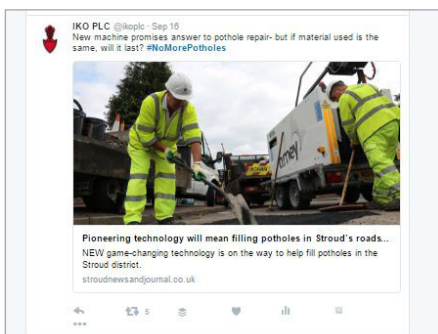 IKO PLC @ikoplc · Sep 16
New machine promises answer to pothole repair- but if material used is the
same, will it last? #NoMorePotholes
Pioneering technology will mean filling potholes in Stroud's roads...
NEW game-changing technology is on the way to help fill potholes in the
Stroud district.
stroudnewsandjournal.co.uk
5